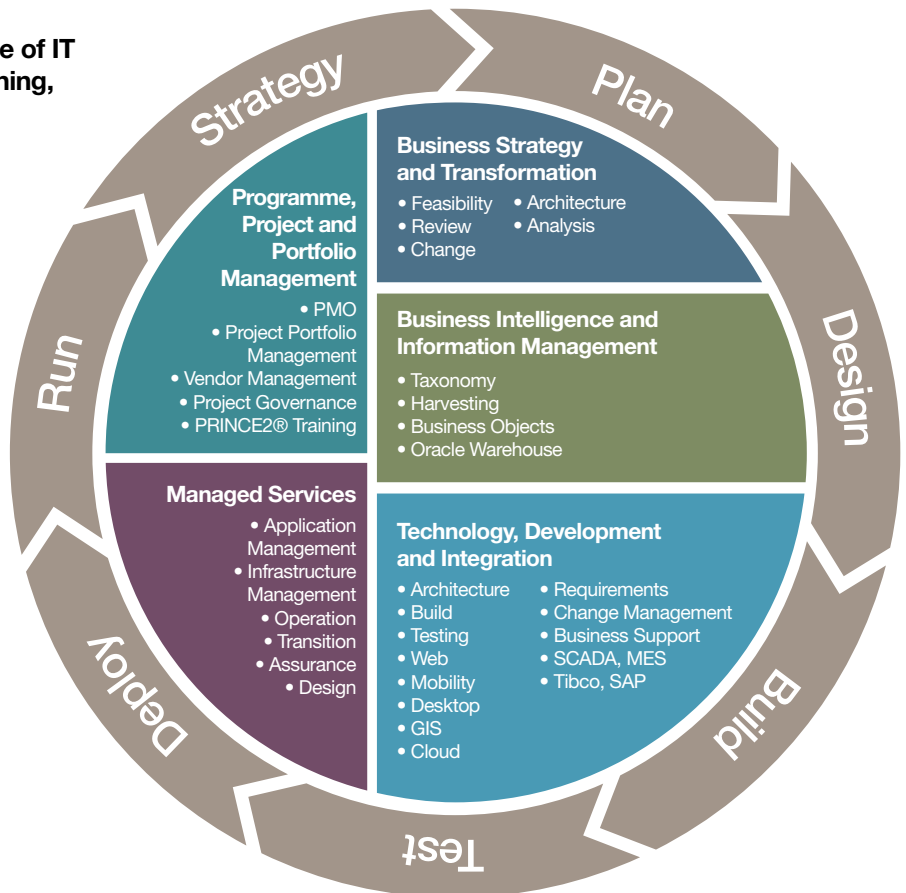 e of IT
ning,
Strategy
Plan
Design
Build
Test
Deploy
Run
Programme,
Project and
Portfolio
Management
• PMO
• Project Portfolio
Management
• Vendor Management
• Project Governance
• PRINCE2® Training
Business Strategy
and Transformation
• Feasibility
• Review
• Change
• Architecture
• Analysis
Business Intelligence and
Information Management
• Taxonomy
• Harvesting
• Business Objects
• Oracle Warehouse
Managed Services
• Application
Management
• Infrastructure
Management
• Operation
• Transition
• Assurance
• Design
Technology, Development
and Integration
• Architecture
• Build
• Testing
• Web
• Mobility
• Desktop
• GIS
• Cloud
• Requirements
• Change Management
• Business Support
• SCADA, MES
• Tibco, SAP